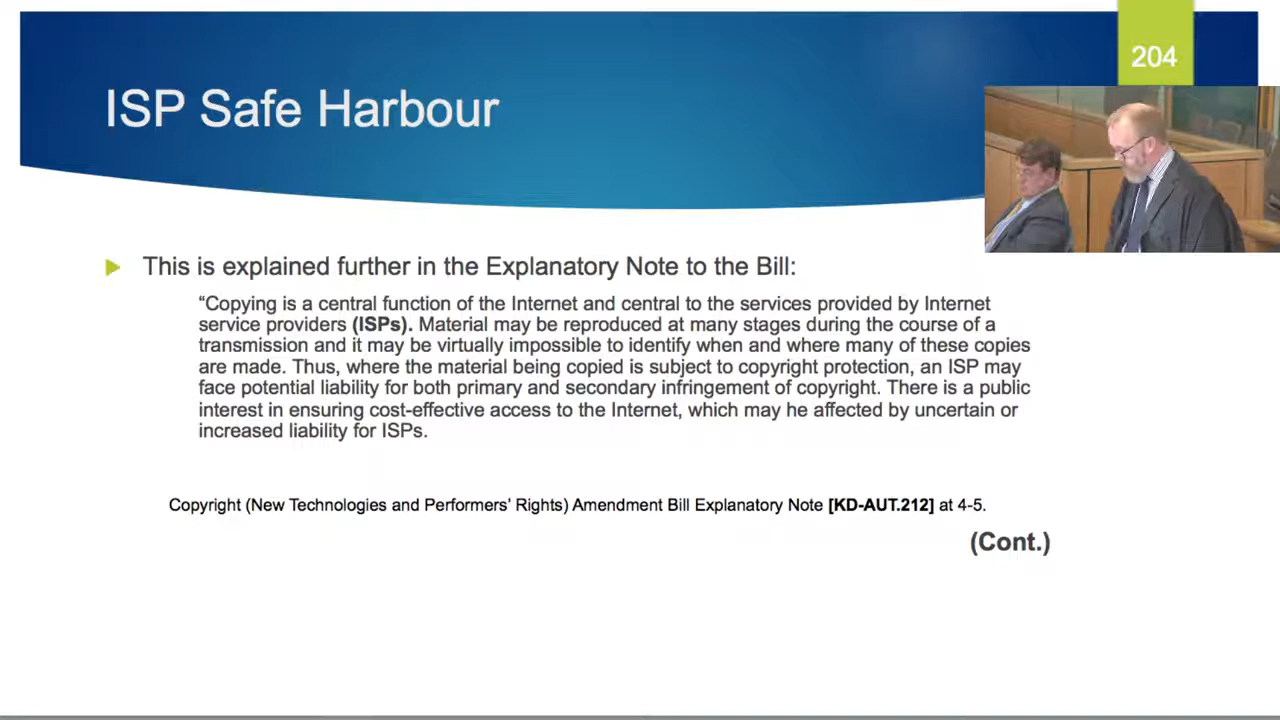 204
ISP Safe Harbour
This is explained further in the Explanatory Note to the Bill:
“Copying is a central function of the Internet and central to the services provided by Internet
service providers (ISPs). Material may be reproduced at many stages during the course of a
transmission and it may be virtually impossible to identify when and where many of these copies
are made. Thus, where the material being copied is subject to copyright protection, an ISP may
face potential liability for both primary and secondary infringement of copyright. There is a public
interest in ensuring cost-effective access to the Internet, which may he affected by uncertain or
increased liability for ISPs.
Copyright (New Technologies and Performers’ Rights) Amendment Bill Explanatory Note [KD-AUT.212] at 4-5.
(Cont.)